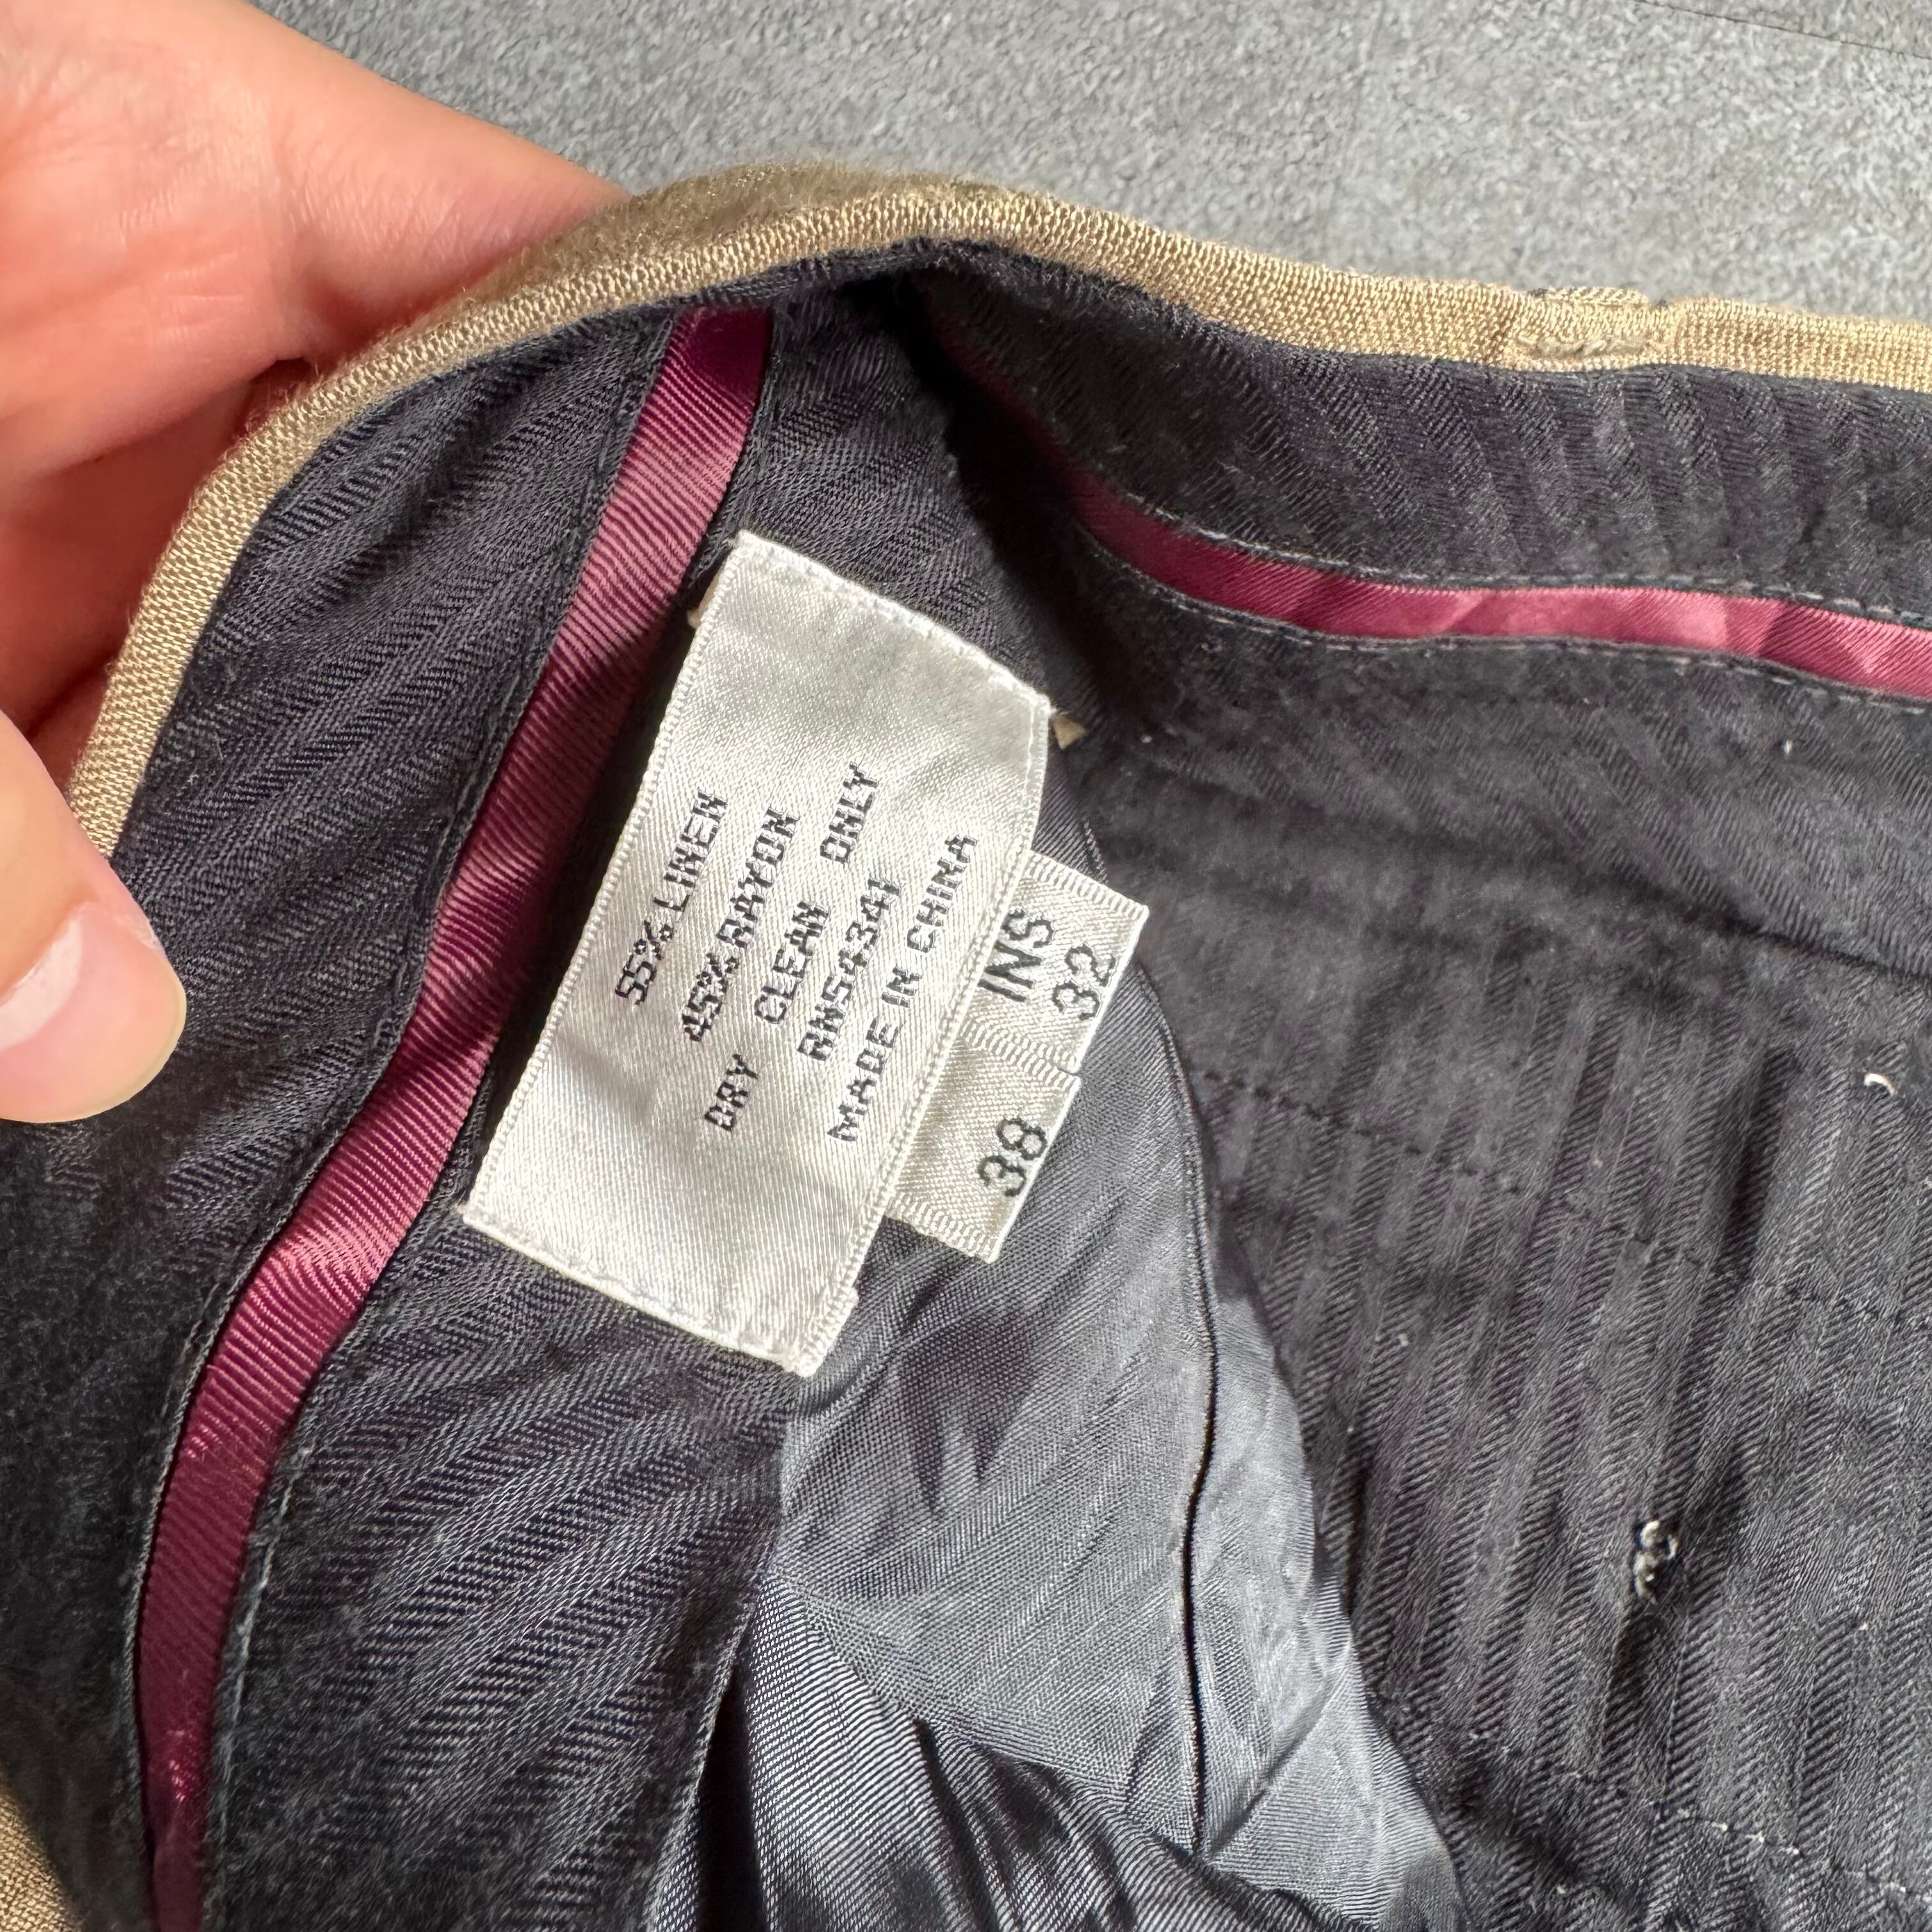 55% LINEN
45% RAYON
DRY CLEAN ONLY
RN54341
MADE IN CHINA
INS
32
38